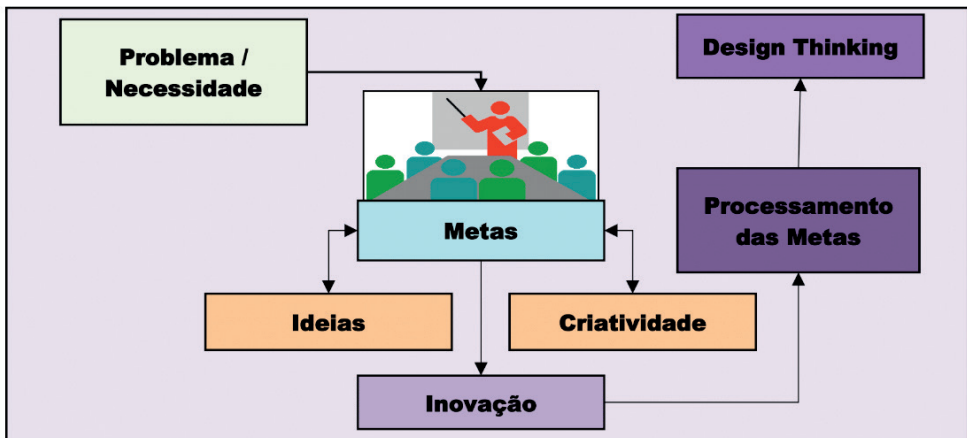 Problema /
Necessidade
Design Thinking
Processamento
das Metas
Metas
Ideias
Criatividade
Inovação